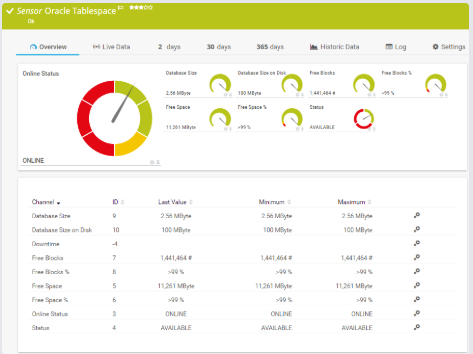 Sensor Oracle Tablespace
Ok
Overview
Live Data
2 days
30 days
365 days
Historic Data
Log
Settings
Online Status
ONLINE
Database Size
2.56 MByte
Database Size on Disk
100 MByte
Free Blocks
1,441,464 #
Free Blocks %
>99 %
Free Space
11,261 MByte
Free Space %
>99 %
Status
AVAILABLE
Channel ID Last Value Minimum Maximum
Database Size 9 2.56 MByte 2.56 MByte 2.56 MByte
Database Size on Disk 10 100 MByte 100 MByte 100 MByte
Downtime -4
Free Blocks 7 1,441,464 # 1,441,464 # 1,441,464 #
Free Blocks % 8 >99 % >99 % >99 %
Free Space 5 11,261 MByte 11,261 MByte 11,261 MByte
Free Space % 6 >99 % >99 % >99 %
Online Status 3 ONLINE ONLINE ONLINE
Status 4 AVAILABLE AVAILABLE AVAILABLE